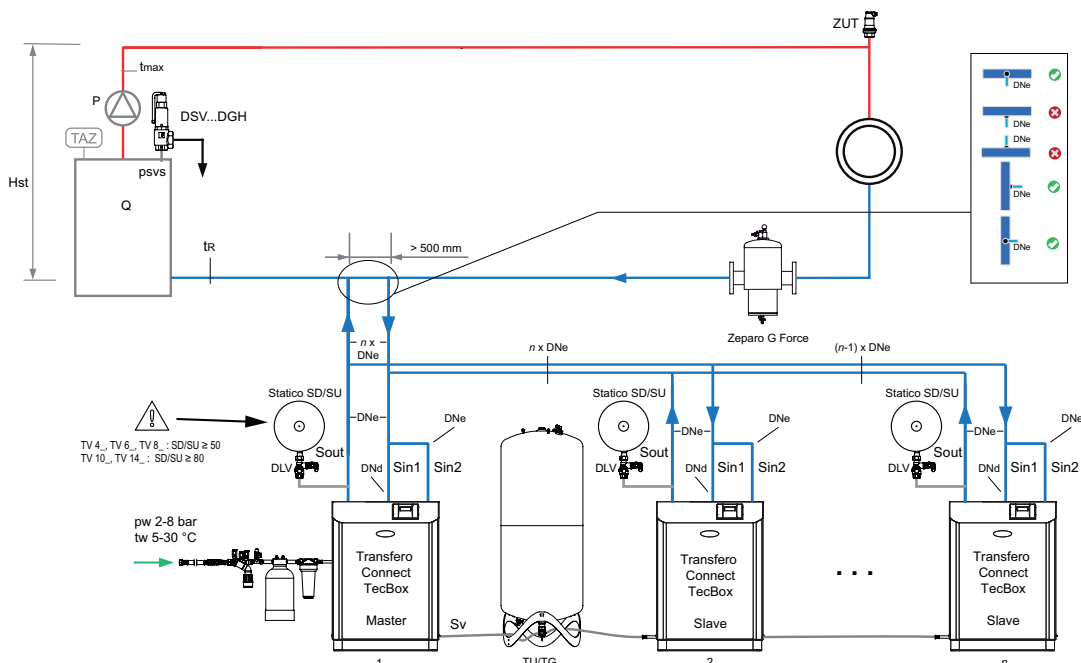 ZUT
tmax
P
DSV...DGH
TAZ
psvs
Hst
Q
tR
> 500 mm
DNe
DNe
DNe
DNe
DNe
Zeparo G Force
n x
DNe
n x DNe
(n-1) x DNe
Statico SD/SU
Statico SD/SU
Statico SD/SU
TV 4_, TV 6_, TV 8_ : SD/SU ≥ 50
TV 10_, TV 14_ : SD/SU ≥ 80
DNe
DNe
DNe
DNe
DNe
DNe
Sout
Sout
DLV
DNd
Sin1
Sin2
DLV
DNd
Sin1
Sin2
DLV
DNd
Sin1
Sin2
pw 2-8 bar
tw 5-30 °C
Transfero
Connect
TecBox
Master
Transfero
Connect
TecBox
Slave
. . .
Transfero
Connect
TecBox
Slave
Sv
1
TU/TG
2
n